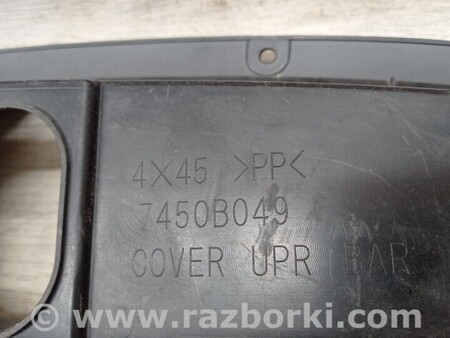 4X45 >PP<
7450B049
COVER UPR BAR
www.razborki.com